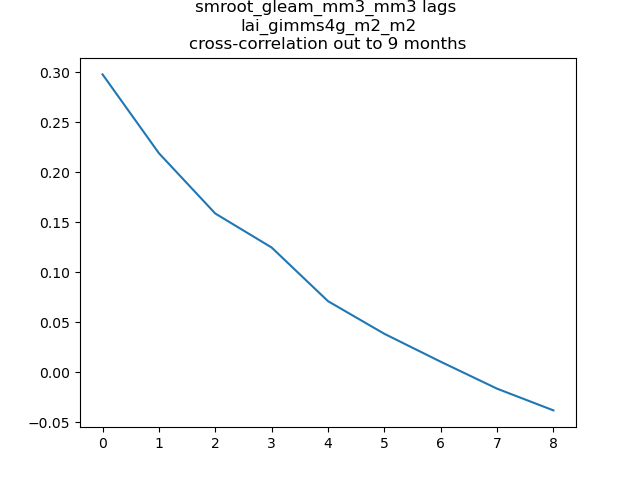 smroot_gleam_mm3_mm3 lags
lai_gimms4g_m2_m2
cross-correlation out to 9 months
0.30
0.25
0.20
0.15
0.10
0.05
0.00
−0.05
0 1 2 3 4 5 6 7 8